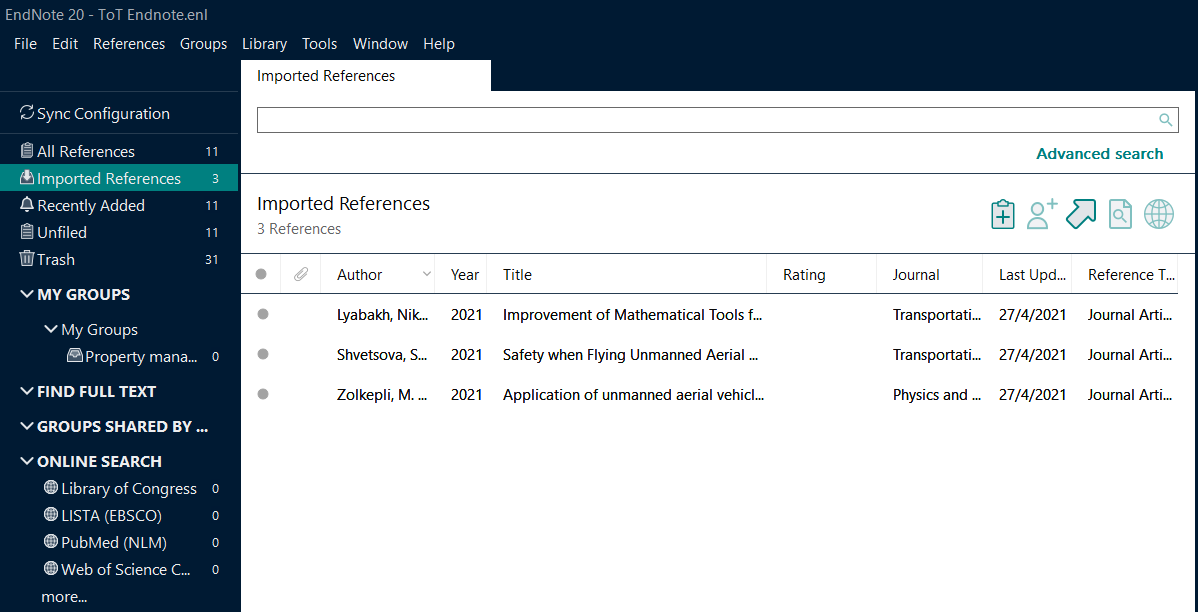 EndNote 20 - ToT Endnote.enl
File Edit References Groups Library Tools Window Help
Imported References
Sync Configuration
Advanced search
All References 11
Imported References 3
Recently Added 11
Unfiled 11
Trash 31
MY GROUPS
My Groups
Property mana... 0
FIND FULL TEXT
GROUPS SHARED BY ...
ONLINE SEARCH
Library of Congress 0
LISTA (EBSCO) 0
PubMed (NLM) 0
Web of Science C... 0
more...
Imported References
3 References
Author Year Title Rating Journal Last Upd... Reference T...
Lyabakh, Nik... 2021 Improvement of Mathematical Tools f... Transportati... 27/4/2021 Journal Arti...
Shvetsova, S... 2021 Safety when Flying Unmanned Aerial ... Transportati... 27/4/2021 Journal Arti...
Zolkepli, M. ... 2021 Application of unmanned aerial vehicl... Physics and ... 27/4/2021 Journal Arti...